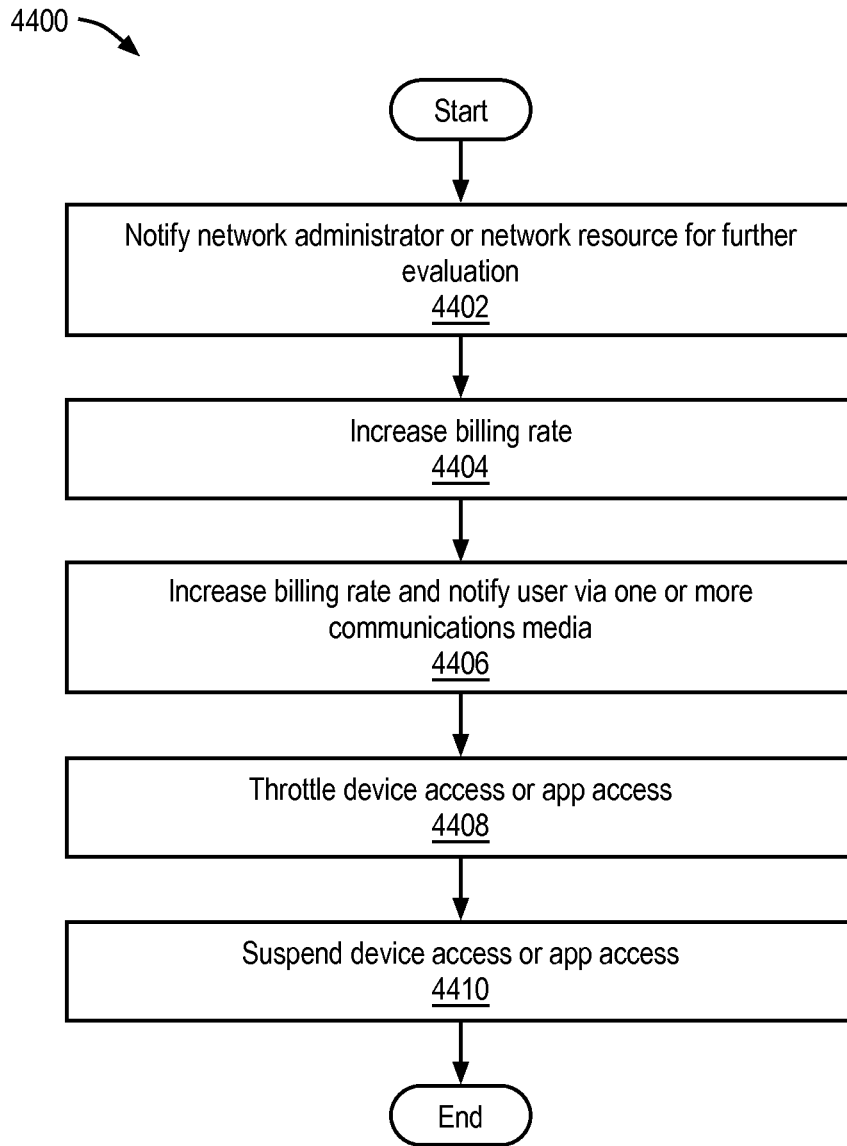 4400
Start
Notify network administrator or network resource for further
evaluation
4402
Increase billing rate
4404
Increase billing rate and notify user via one or more
communications media
4406
Throttle device access or app access
4408
Suspend device access or app access
4410
End